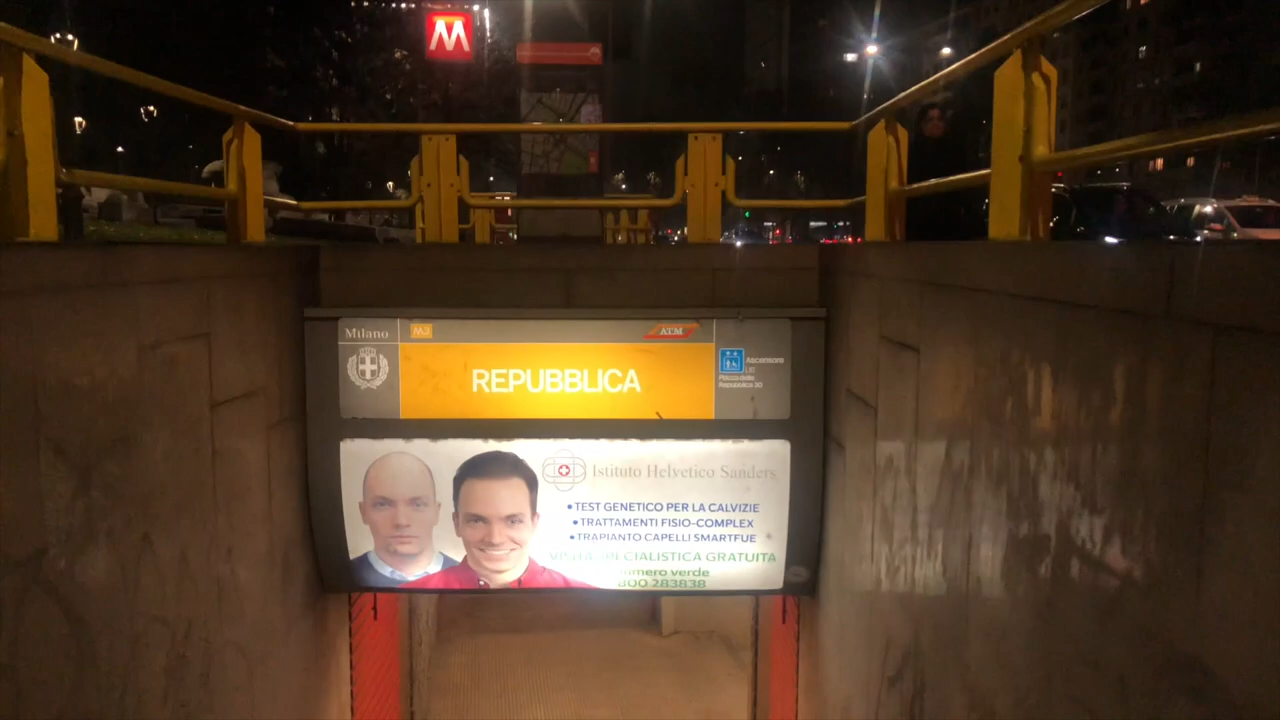 M
Milano
M3
ATM
REPUBBLICA
Ascensore
Lift
Piazza della
Repubblica 30
Istituto Helvetico Sanders
• TEST GENETICO PER LA CALVIZIE
• TRATTAMENTI FISIO-COMPLEX
• TRAPIANTO CAPELLI SMARTFUE
VISITA SPECIALISTICA GRATUITA
numero verde
800 283838